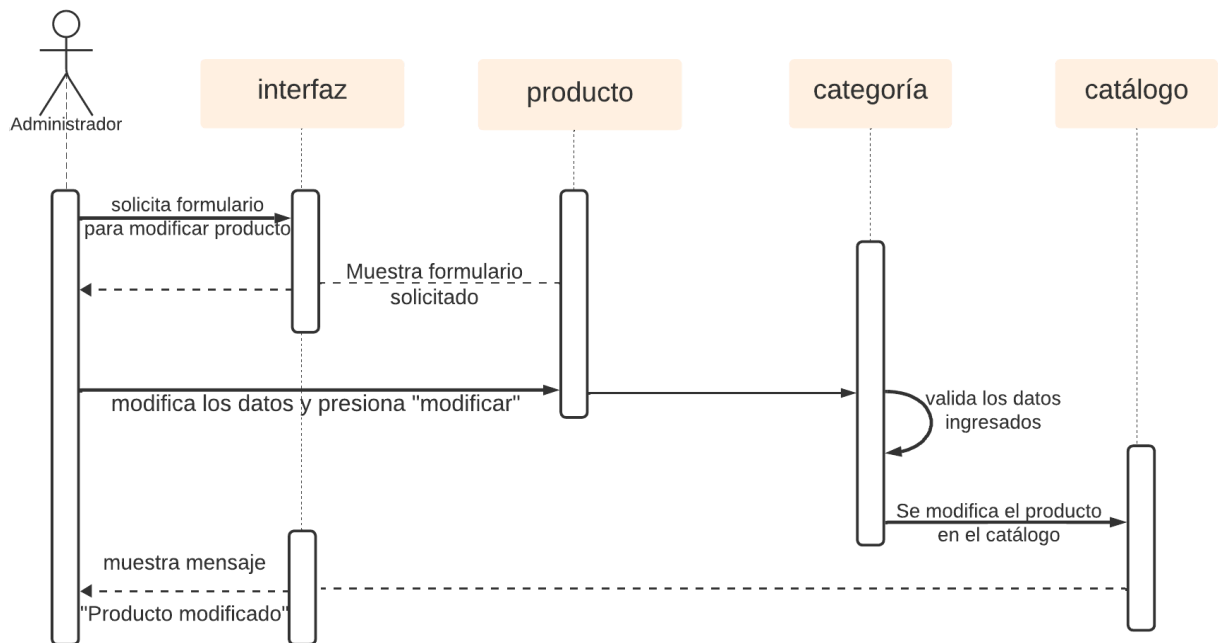 Administrador
interfaz
producto
categoría
catálogo
solicita formulario
para modificar producto
Muestra formulario
solicitado
modifica los datos y presiona "modificar"
valida los datos
ingresados
Se modifica el producto
en el catálogo
muestra mensaje
"Producto modificado"